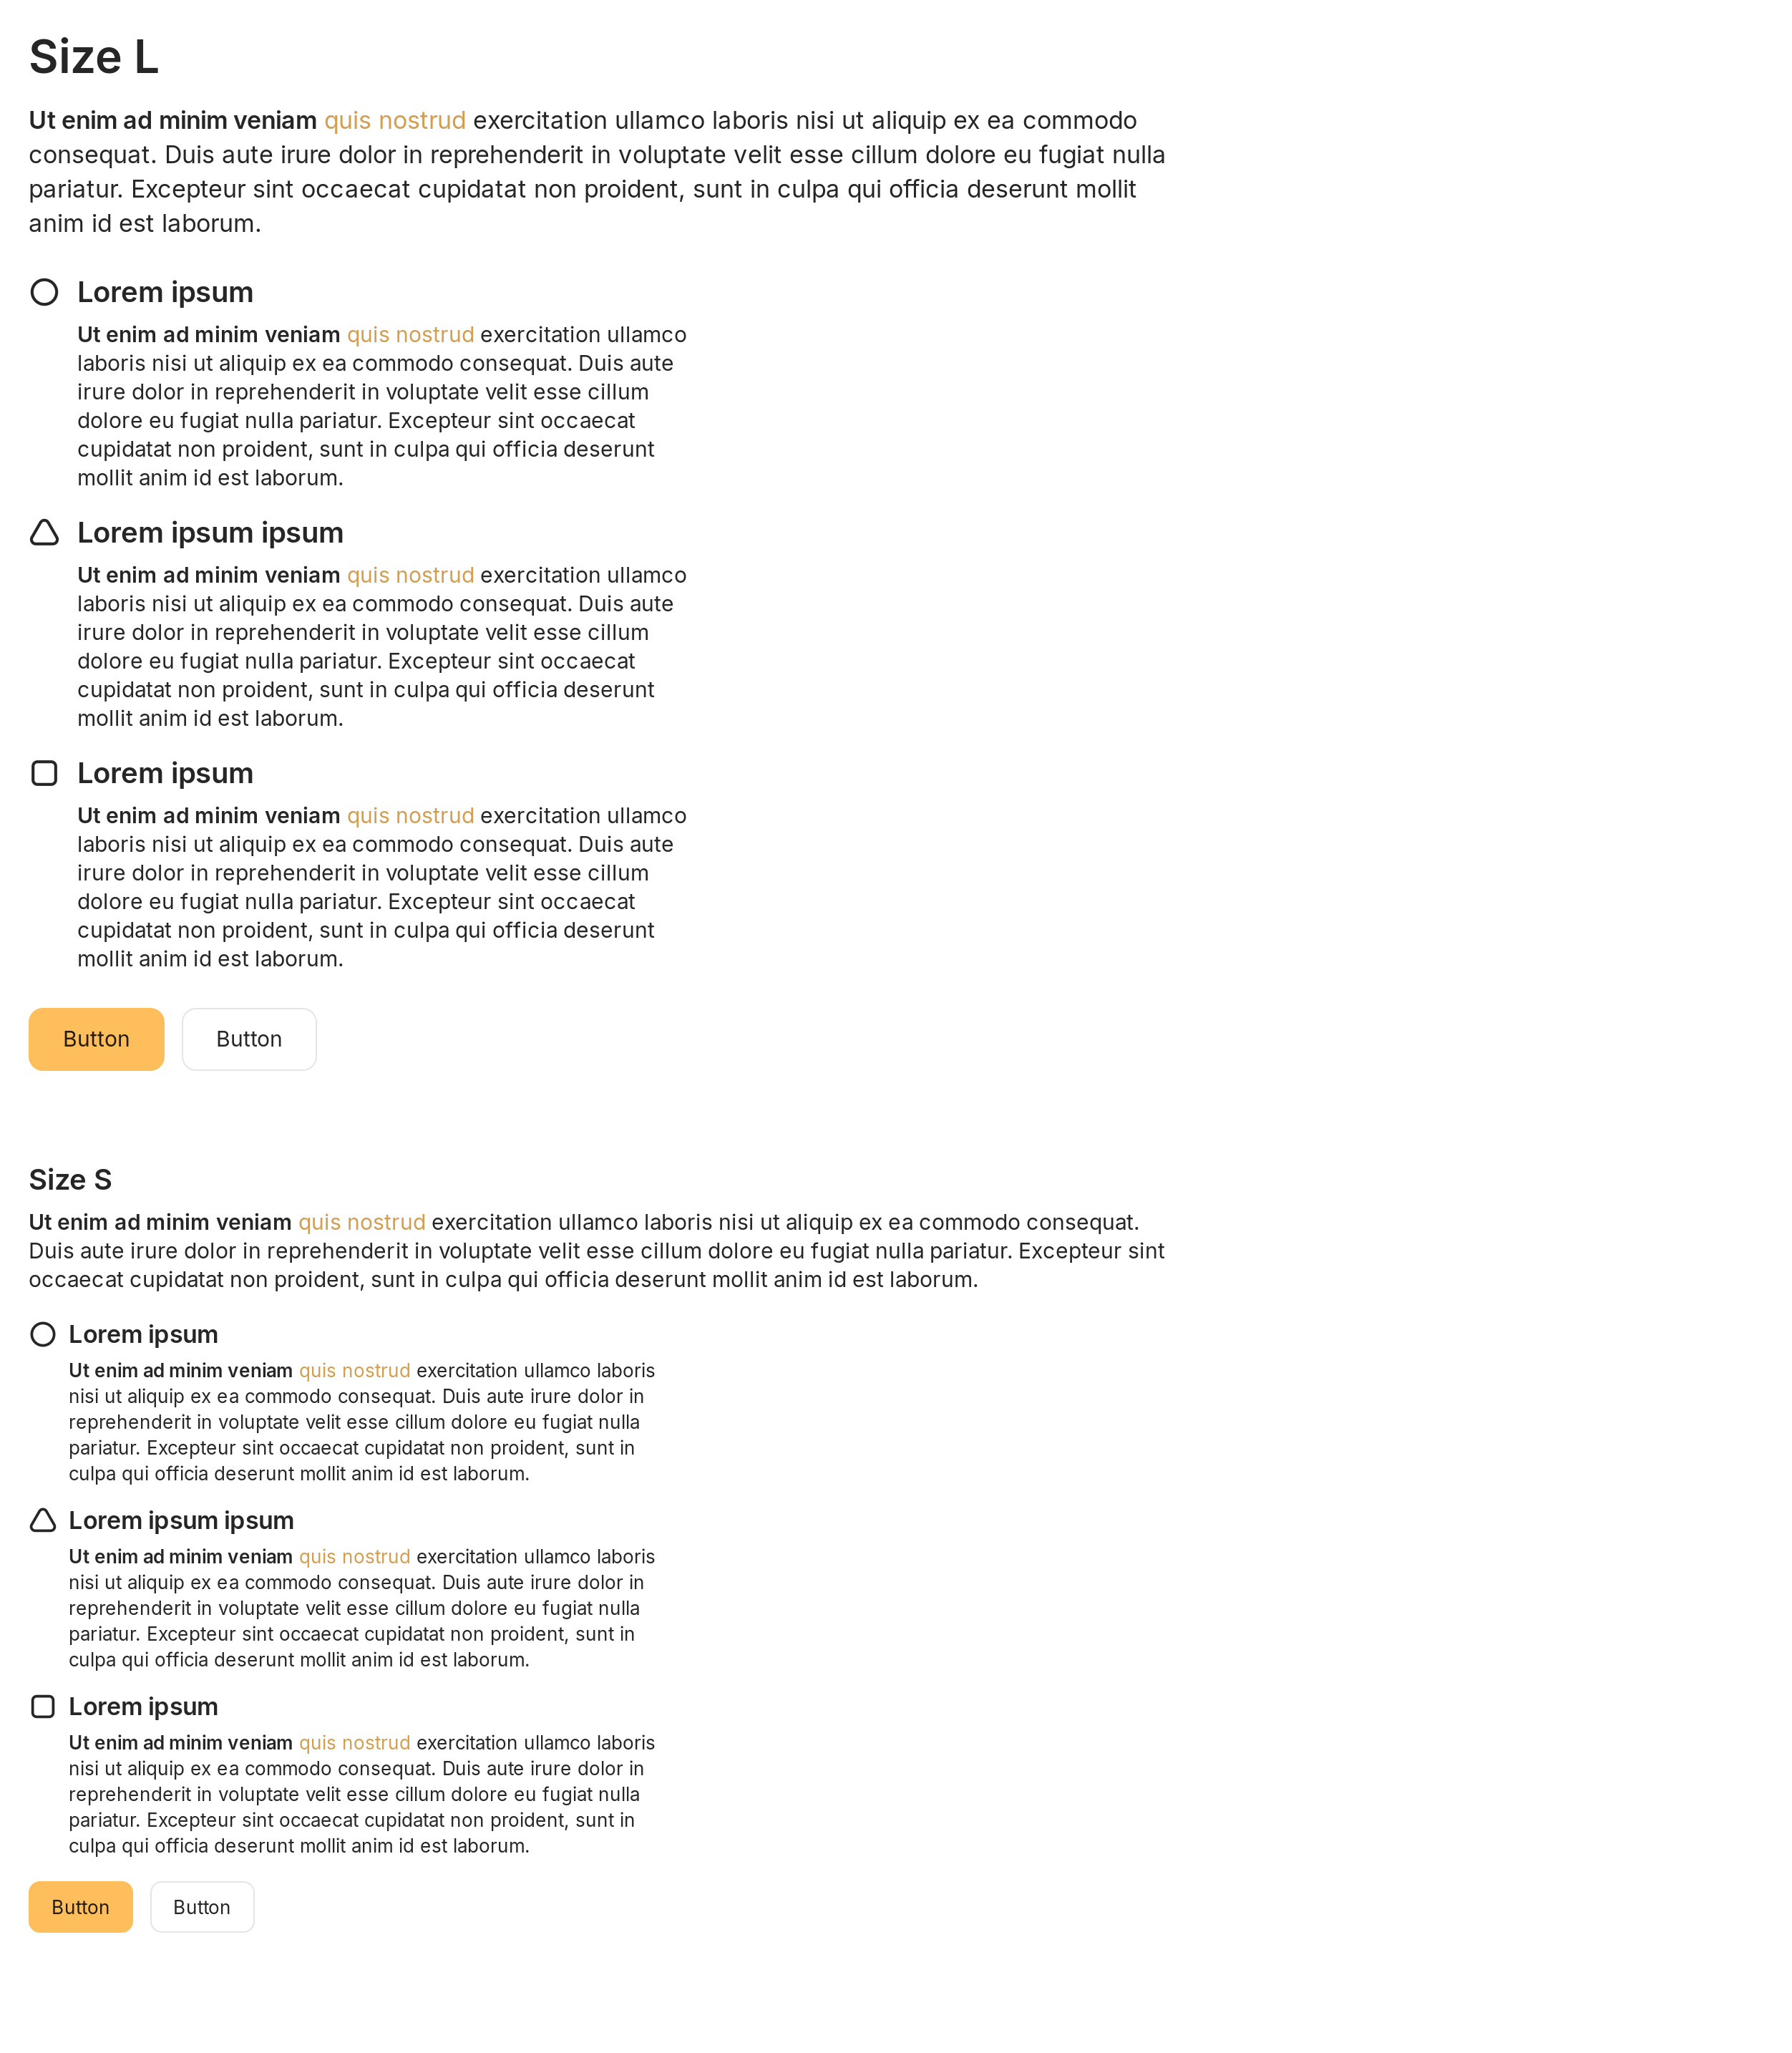 Size L
Ut enim ad minim veniam quis nostrud exercitation ullamco laboris nisi ut aliquip ex ea commodo
consequat. Duis aute irure dolor in reprehenderit in voluptate velit esse cillum dolore eu fugiat nulla
pariatur. Excepteur sint occaecat cupidatat non proident, sunt in culpa qui officia deserunt mollit
anim id est laborum.
Lorem ipsum
Ut enim ad minim veniam quis nostrud exercitation ullamco
laboris nisi ut aliquip ex ea commodo consequat. Duis aute
irure dolor in reprehenderit in voluptate velit esse cillum
dolore eu fugiat nulla pariatur. Excepteur sint occaecat
cupidatat non proident, sunt in culpa qui officia deserunt
mollit anim id est laborum.
Lorem ipsum ipsum
Ut enim ad minim veniam quis nostrud exercitation ullamco
laboris nisi ut aliquip ex ea commodo consequat. Duis aute
irure dolor in reprehenderit in voluptate velit esse cillum
dolore eu fugiat nulla pariatur. Excepteur sint occaecat
cupidatat non proident, sunt in culpa qui officia deserunt
mollit anim id est laborum.
Lorem ipsum
Ut enim ad minim veniam quis nostrud exercitation ullamco
laboris nisi ut aliquip ex ea commodo consequat. Duis aute
irure dolor in reprehenderit in voluptate velit esse cillum
dolore eu fugiat nulla pariatur. Excepteur sint occaecat
cupidatat non proident, sunt in culpa qui officia deserunt
mollit anim id est laborum.
Button Button
Size S
Ut enim ad minim veniam quis nostrud exercitation ullamco laboris nisi ut aliquip ex ea commodo consequat.
Duis aute irure dolor in reprehenderit in voluptate velit esse cillum dolore eu fugiat nulla pariatur. Excepteur sint
occaecat cupidatat non proident, sunt in culpa qui officia deserunt mollit anim id est laborum.
Lorem ipsum
Ut enim ad minim veniam quis nostrud exercitation ullamco laboris
nisi ut aliquip ex ea commodo consequat. Duis aute irure dolor in
reprehenderit in voluptate velit esse cillum dolore eu fugiat nulla
pariatur. Excepteur sint occaecat cupidatat non proident, sunt in
culpa qui officia deserunt mollit anim id est laborum.
Lorem ipsum ipsum
Ut enim ad minim veniam quis nostrud exercitation ullamco laboris
nisi ut aliquip ex ea commodo consequat. Duis aute irure dolor in
reprehenderit in voluptate velit esse cillum dolore eu fugiat nulla
pariatur. Excepteur sint occaecat cupidatat non proident, sunt in
culpa qui officia deserunt mollit anim id est laborum.
Lorem ipsum
Ut enim ad minim veniam quis nostrud exercitation ullamco laboris
nisi ut aliquip ex ea commodo consequat. Duis aute irure dolor in
reprehenderit in voluptate velit esse cillum dolore eu fugiat nulla
pariatur. Excepteur sint occaecat cupidatat non proident, sunt in
culpa qui officia deserunt mollit anim id est laborum.
Button Button